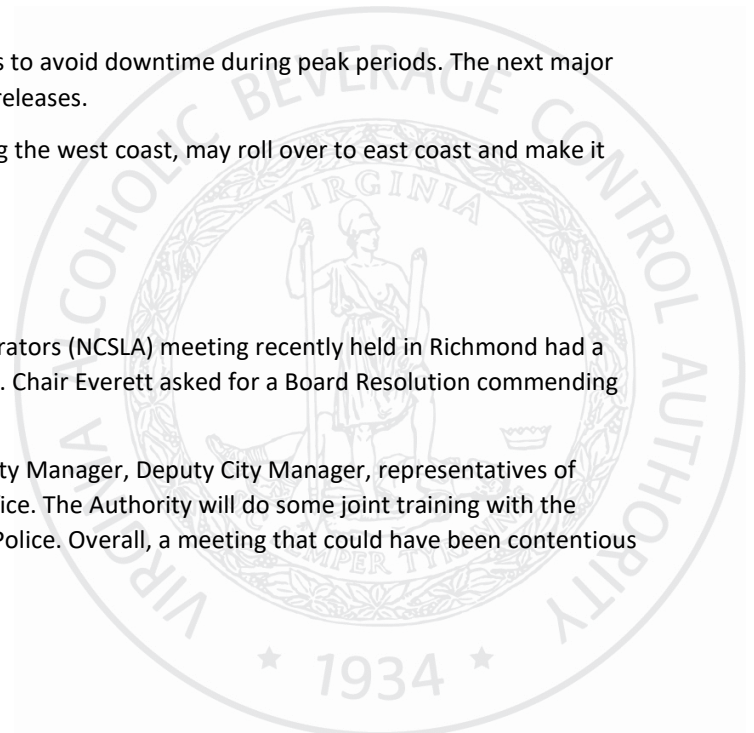 s to avoid downtime during peak periods. The next major
releases.
g the west coast, may roll over to east coast and make it
rators (NCSLA) meeting recently held in Richmond had a
. Chair Everett asked for a Board Resolution commending
ty Manager, Deputy City Manager, representatives of
ice. The Authority will do some joint training with the
Police. Overall, a meeting that could have been contentious
VIRGINIA ALCOHOLIC BEVERAGE CONTROL AUTHORITY
VIRGINIA
SIC SEMPER TYRANNIS
★ 1934 ★